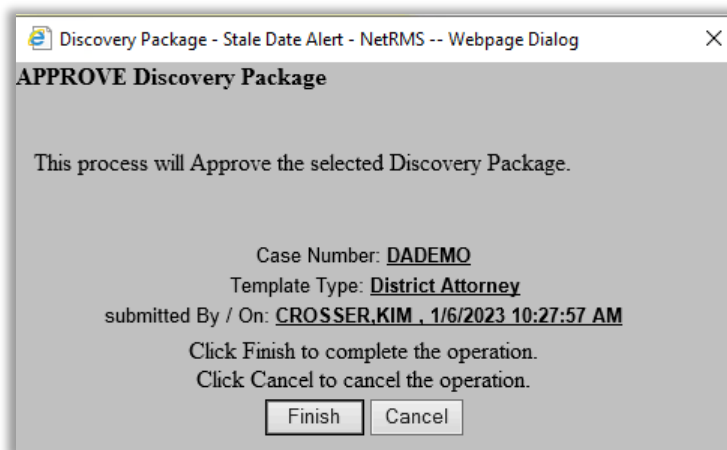 Discovery Package - Stale Date Alert - NetRMS -- Webpage Dialog
APPROVE Discovery Package
This process will Approve the selected Discovery Package.
Case Number: DADEMO
Template Type: District Attorney
submitted By / On: CROSSER,KIM , 1/6/2023 10:27:57 AM
Click Finish to complete the operation.
Click Cancel to cancel the operation.
Finish Cancel